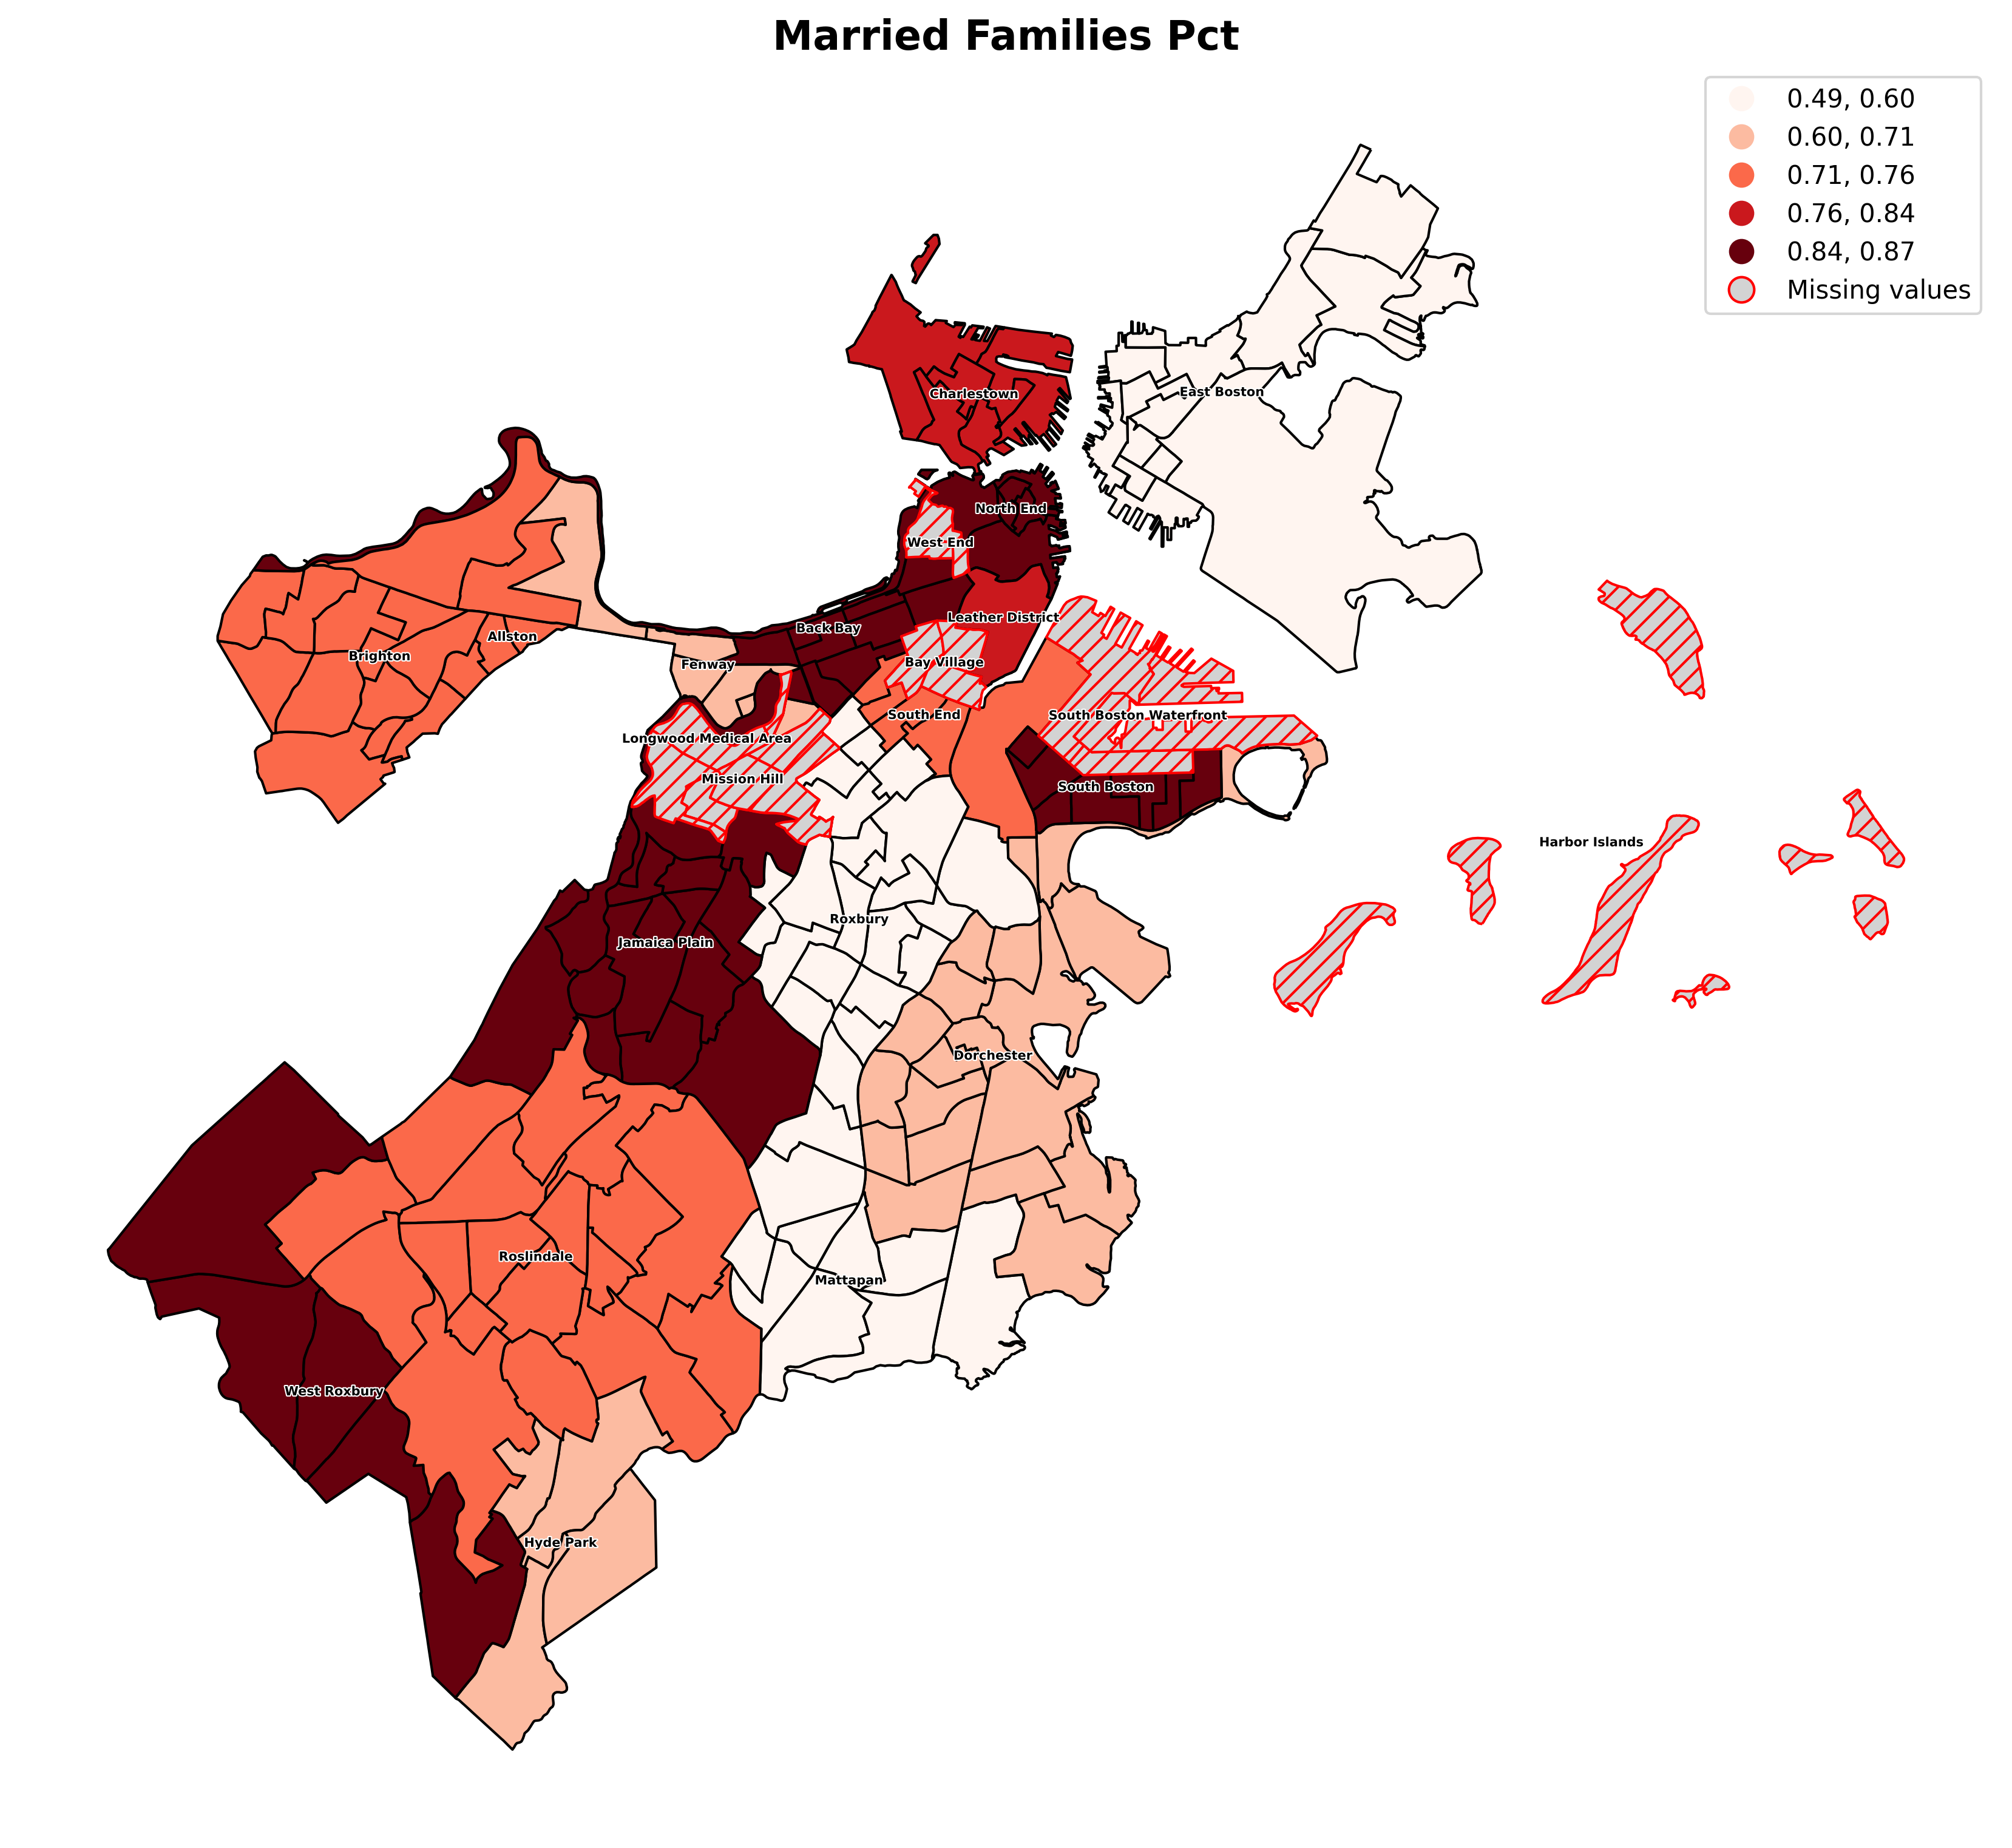 Married Families Pct
0.49, 0.60
0.60, 0.71
0.71, 0.76
0.76, 0.84
0.84, 0.87
Missing values
Charlestown
East Boston
North End
West End
Leather District
Back Bay
Allston
Brighton
Fenway
Bay Village
South End
South Boston Waterfront
Longwood Medical Area
Mission Hill
South Boston
Harbor Islands
Roxbury
Jamaica Plain
Dorchester
Roslindale
Mattapan
West Roxbury
Hyde Park